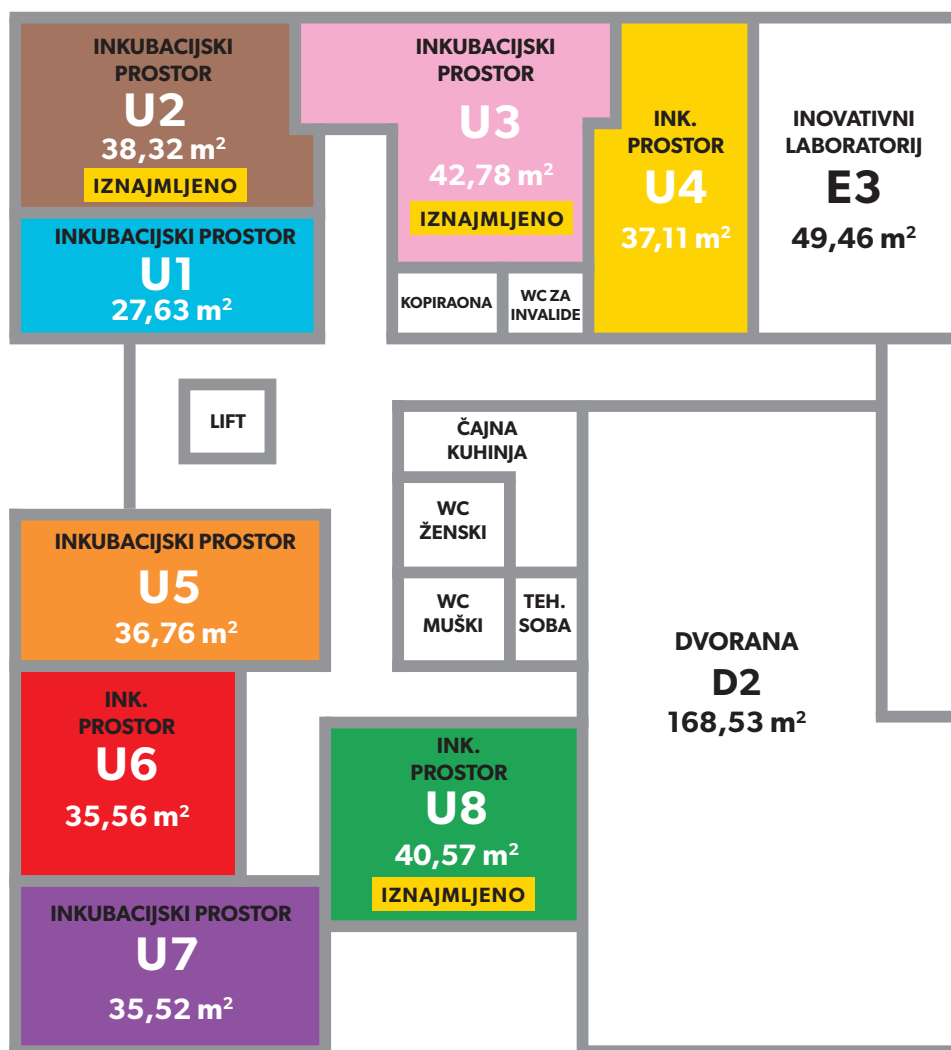 INKUBACIJSKI
PROSTOR
U2
38,32 m²
IZNAJMLJENO
INKUBACIJSKI
PROSTOR
U3
42,78 m²
IZNAJMLJENO
INK.
PROSTOR
U4
37,11 m²
INOVATIVNI
LABORATORIJ
E3
49,46 m²
INKUBACIJSKI PROSTOR
U1
27,63 m²
KOPIRAONA
WC ZA
INVALIDE
LIFT
ČAJNA
KUHINJA
WC
ŽENSKI
WC
MUŠKI
TEH.
SOBA
INKUBACIJSKI PROSTOR
U5
36,76 m²
DVORANA
D2
168,53 m²
INK.
PROSTOR
U6
35,56 m²
INK.
PROSTOR
U8
40,57 m²
IZNAJMLJENO
INKUBACIJSKI PROSTOR
U7
35,52 m²